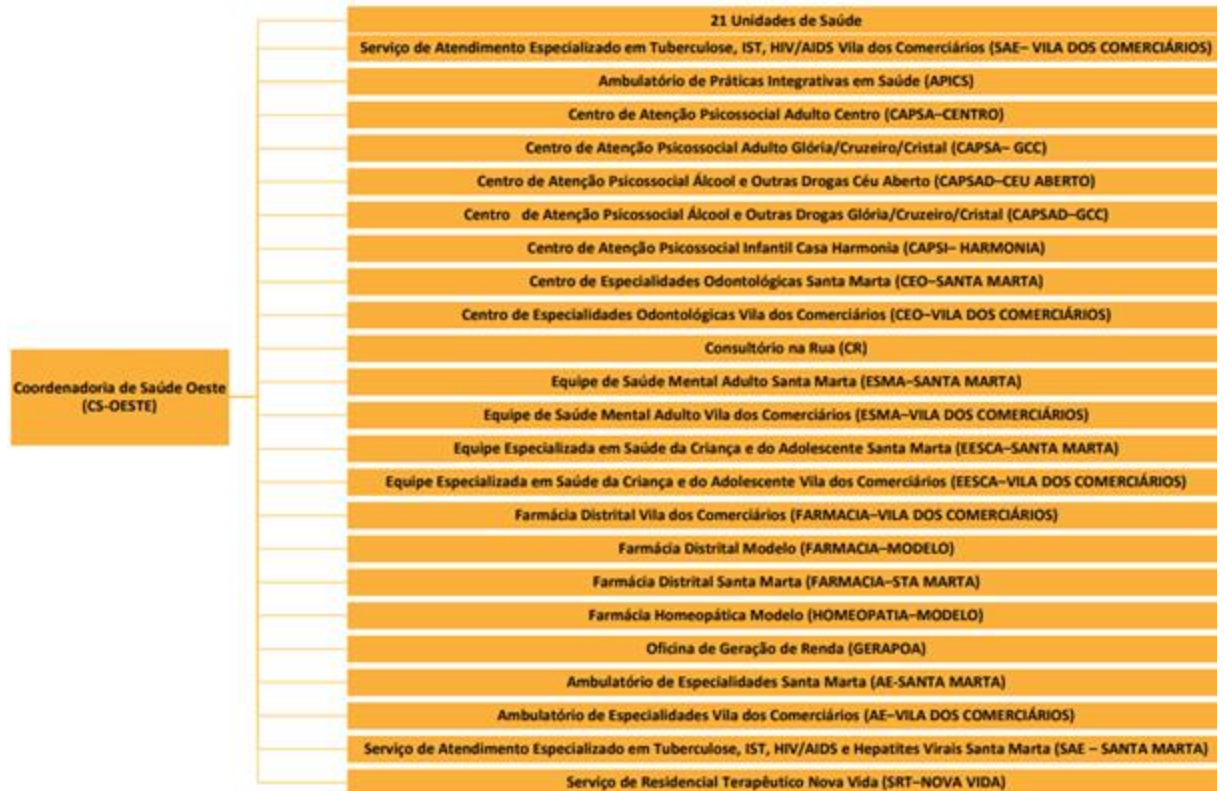 21 Unidades de Saúde
Serviço de Atendimento Especializado em Tuberculose, IST, HIV/AIDS Vila dos Comerciários (SAE– VILA DOS COMERCIÁRIOS)
Ambulatório de Práticas Integrativas em Saúde (APICS)
Centro de Atenção Psicossocial Adulto Centro (CAPSA–CENTRO)
Centro de Atenção Psicossocial Adulto Glória/Cruzeiro/Cristal (CAPSA– GCC)
Centro de Atenção Psicossocial Álcool e Outras Drogas Céu Aberto (CAPSAD–CEU ABERTO)
Centro de Atenção Psicossocial Álcool e Outras Drogas Glória/Cruzeiro/Cristal (CAPSAD–GCC)
Centro de Atenção Psicossocial Infantil Casa Harmonia (CAPSI– HARMONIA)
Centro de Especialidades Odontológicas Santa Marta (CEO–SANTA MARTA)
Centro de Especialidades Odontológicas Vila dos Comerciários (CEO–VILA DOS COMERCIÁRIOS)
Consultório na Rua (CR)
Coordenadoria de Saúde Oeste
(CS-OESTE)
Equipe de Saúde Mental Adulto Santa Marta (ESMA–SANTA MARTA)
Equipe de Saúde Mental Adulto Vila dos Comerciários (ESMA–VILA DOS COMERCIÁRIOS)
Equipe Especializada em Saúde da Criança e do Adolescente Santa Marta (EESCA–SANTA MARTA)
Equipe Especializada em Saúde da Criança e do Adolescente Vila dos Comerciários (EESCA–VILA DOS COMERCIÁRIOS)
Farmácia Distrital Vila dos Comerciários (FARMACIA–VILA DOS COMERCIÁRIOS)
Farmácia Distrital Modelo (FARMACIA–MODELO)
Farmácia Distrital Santa Marta (FARMACIA–STA MARTA)
Farmácia Homeopática Modelo (HOMEOPATIA–MODELO)
Oficina de Geração de Renda (GERAPOA)
Ambulatório de Especialidades Santa Marta (AE-SANTA MARTA)
Ambulatório de Especialidades Vila dos Comerciários (AE–VILA DOS COMERCIÁRIOS)
Serviço de Atendimento Especializado em Tuberculose, IST, HIV/AIDS e Hepatites Virais Santa Marta (SAE – SANTA MARTA)
Serviço de Residencial Terapêutico Nova Vida (SRT–NOVA VIDA)